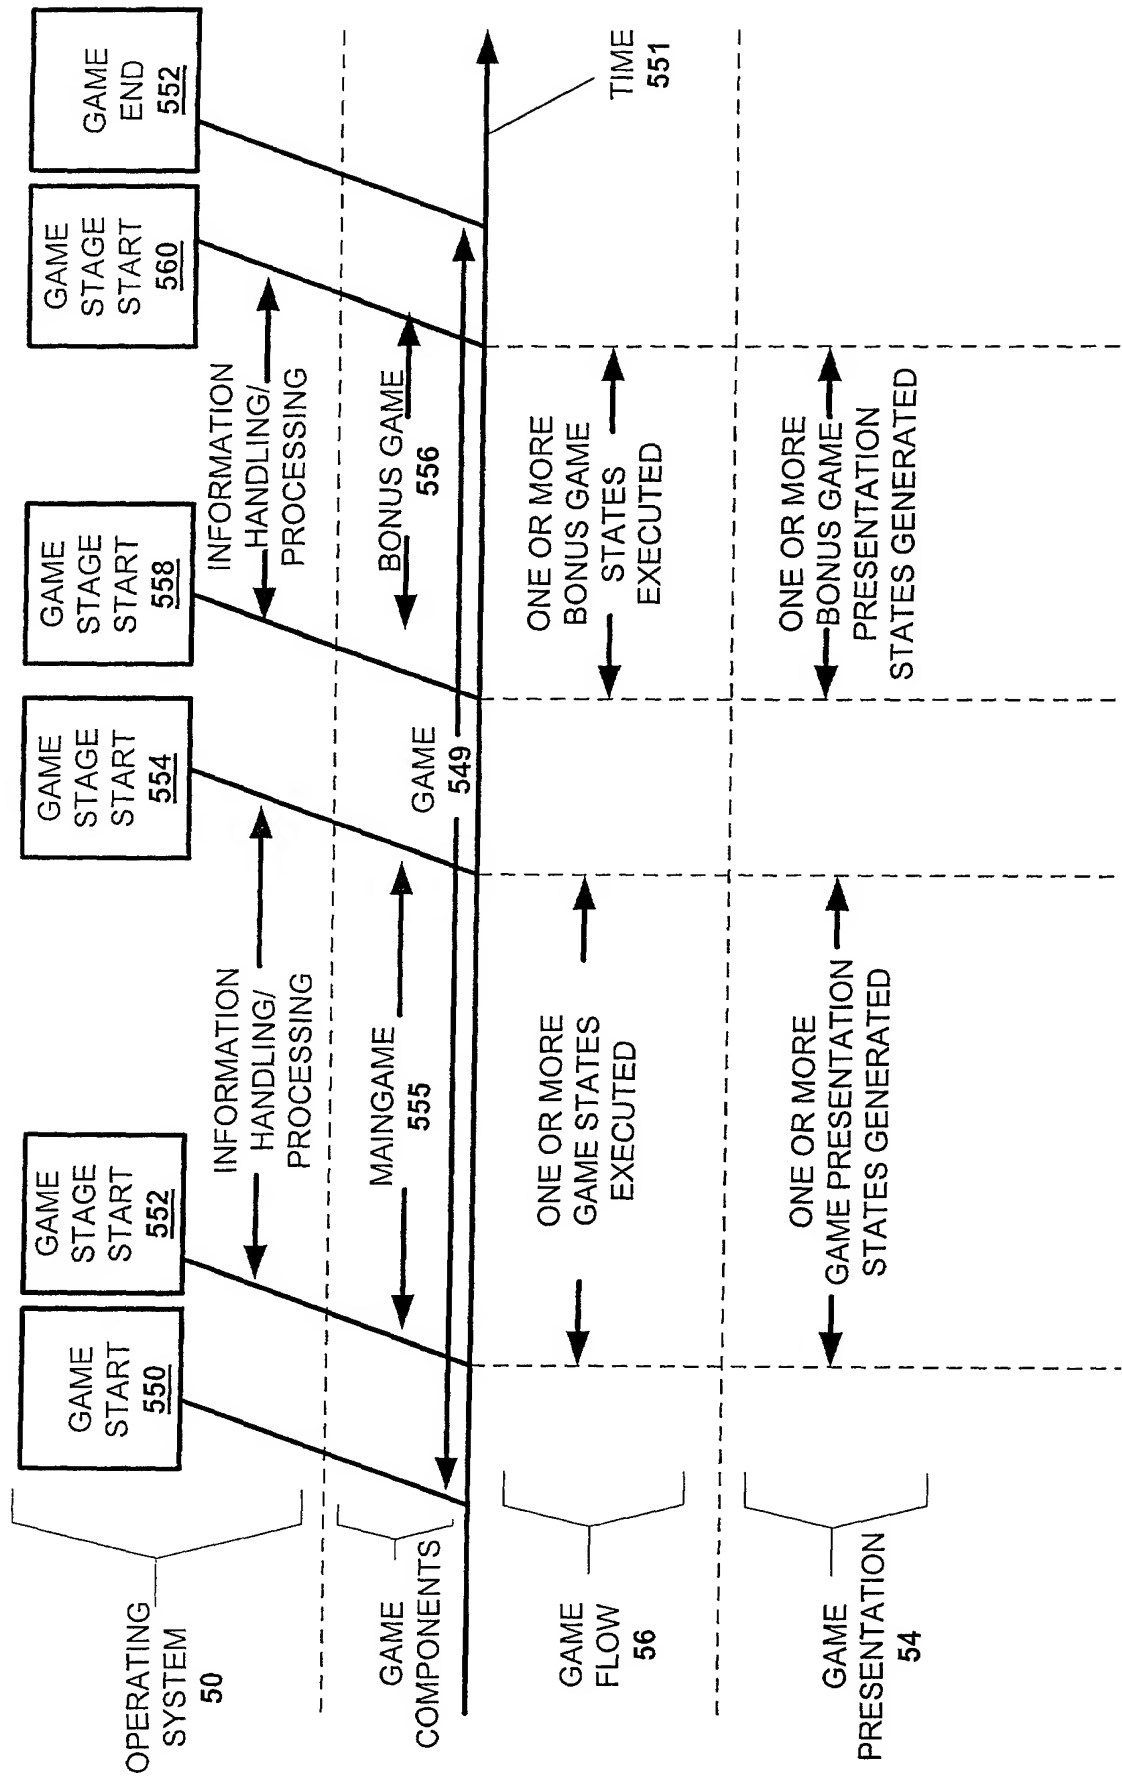 GAME
START
550
GAME
STAGE
START
552
GAME
STAGE
START
554
GAME
STAGE
START
558
GAME
STAGE
START
560
GAME
END
552
OPERATING
SYSTEM
50
INFORMATION
HANDLING/
PROCESSING
INFORMATION
HANDLING/
PROCESSING
GAME
COMPONENTS
MAINGAME
555
GAME
549
BONUS GAME
556
TIME
551
GAME
FLOW
56
ONE OR MORE
GAME STATES
EXECUTED
ONE OR MORE
BONUS GAME
STATES
EXECUTED
GAME
PRESENTATION
54
ONE OR MORE
GAME PRESENTATION
STATES GENERATED
ONE OR MORE
BONUS GAME
PRESENTATION
STATES GENERATED